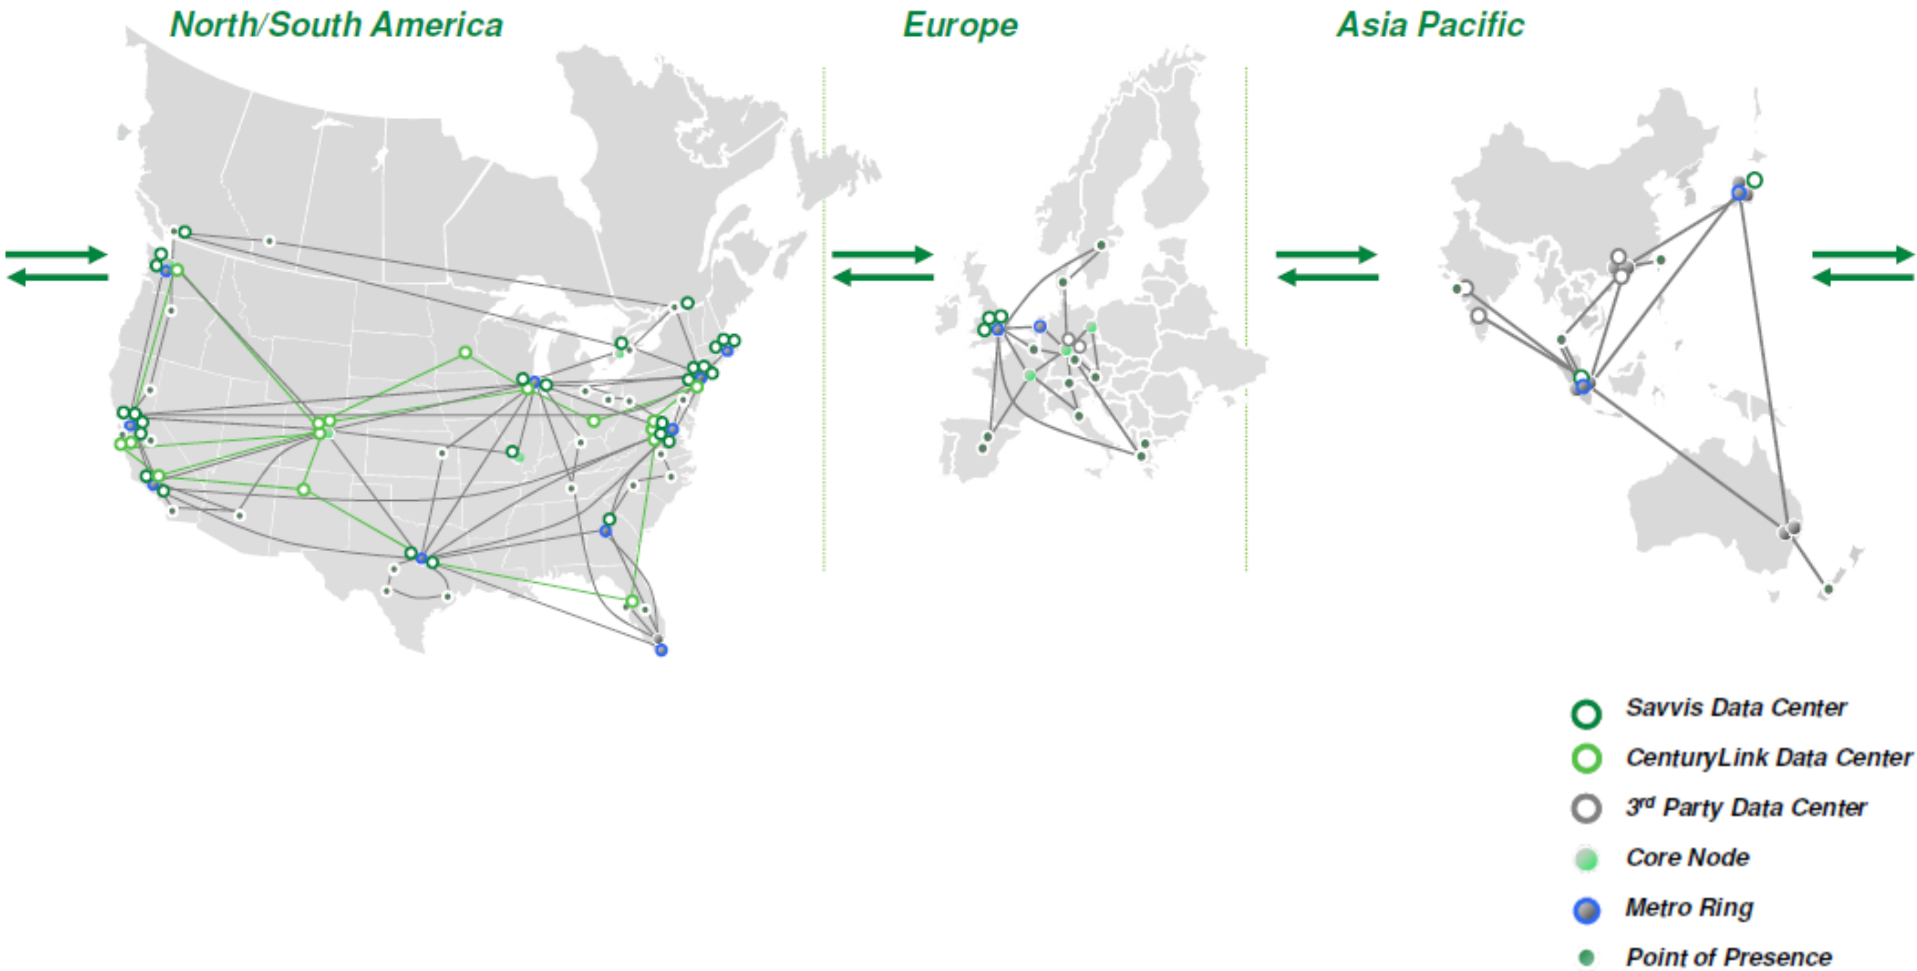 North/South America
Europe
Asia Pacific
Savvis Data Center
CenturyLink Data Center
3rd Party Data Center
Core Node
Metro Ring
Point of Presence